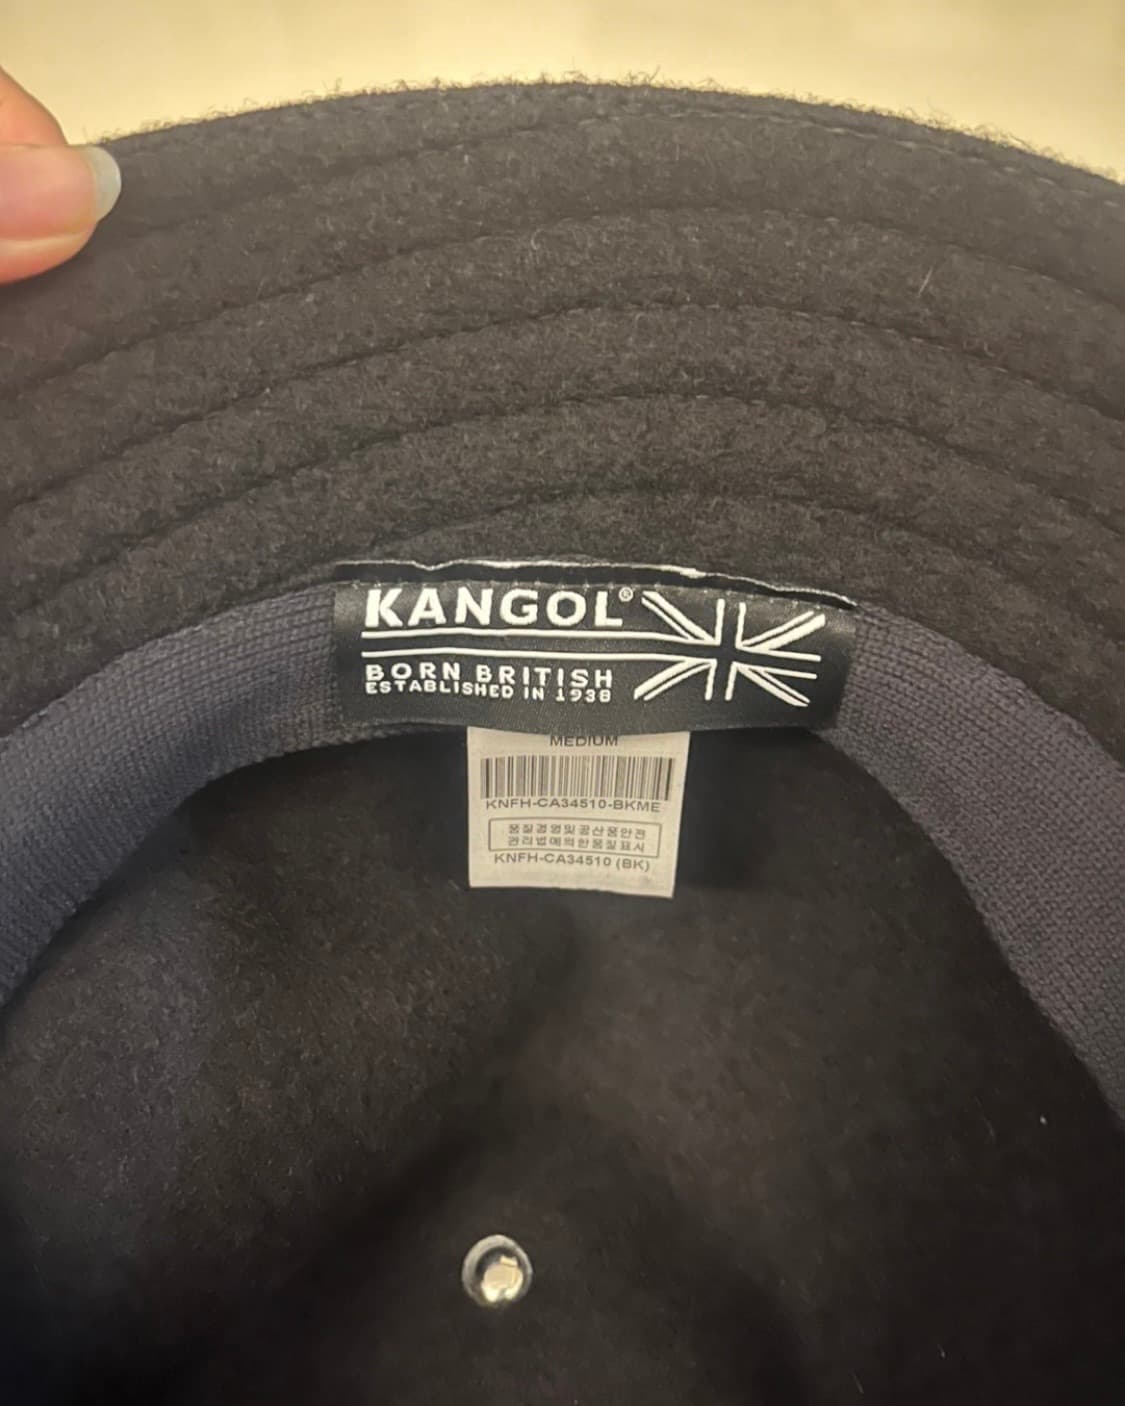 KANGOL®
BORN BRITISH
ESTABLISHED IN 1938
MEDIUM
KNFH-CA34510-BKME
품질경영및공산품안전
관리법에의한품질표시
KNFH-CA34510 (BK)